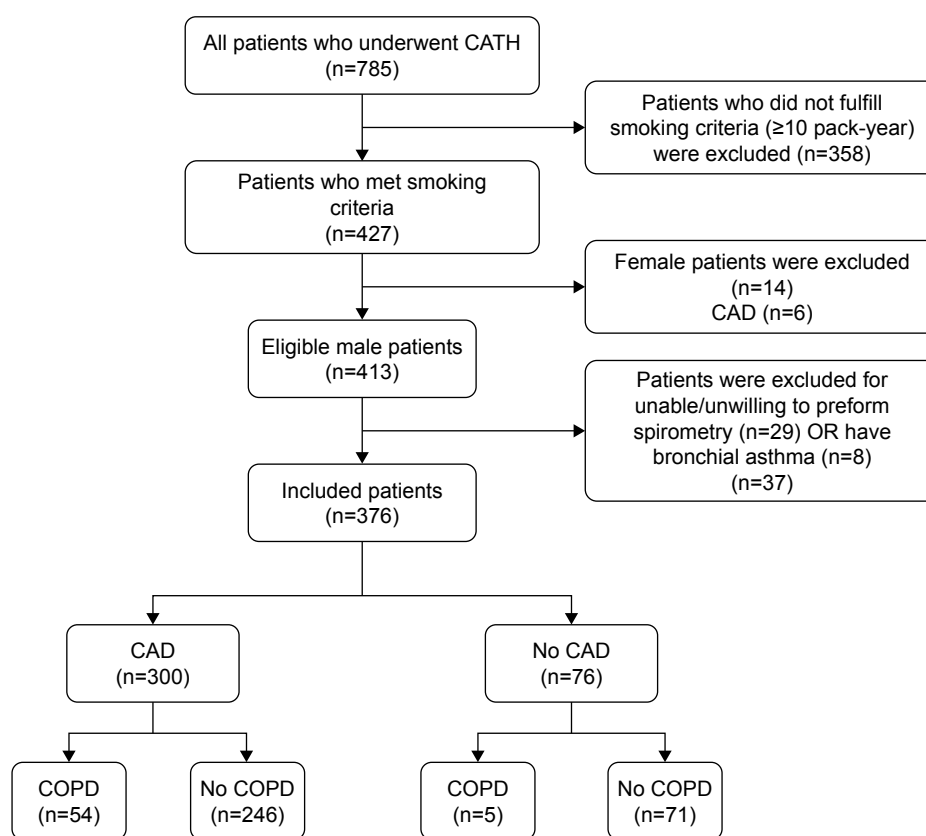 All patients who underwent CATH
(n=785)
Patients who did not fulfill
smoking criteria (≥10 pack-year)
were excluded (n=358)
Patients who met smoking
criteria
(n=427)
Female patients were excluded
(n=14)
CAD (n=6)
Eligible male patients
(n=413)
Patients were excluded for
unable/unwilling to preform
spirometry (n=29) OR have
bronchial asthma (n=8)
(n=37)
Included patients
(n=376)
CAD
(n=300)
No CAD
(n=76)
COPD
(n=54)
No COPD
(n=246)
COPD
(n=5)
No COPD
(n=71)